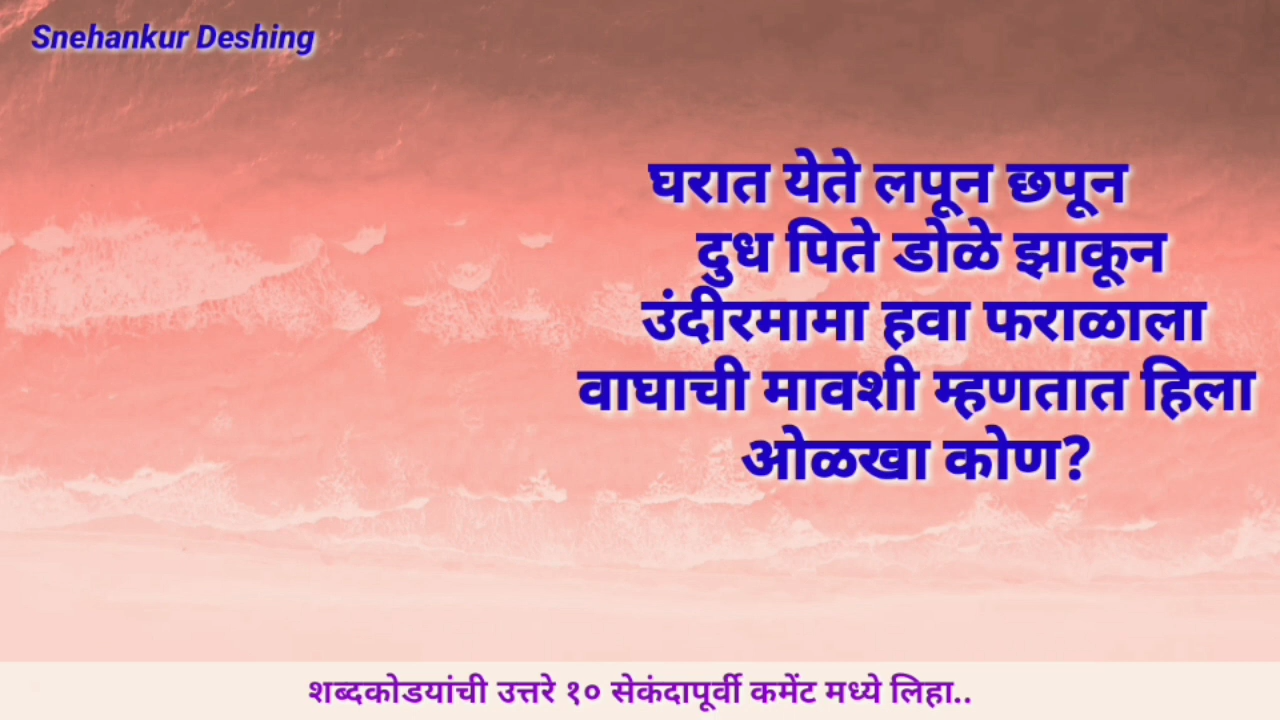 Snehankur Deshing
घरात येते लपून छपून
दुध पिते डोळे झाकून
उंदीरमामा हवा फराळाला
वाघाची मावशी म्हणतात हिला
ओळखा कोण?
शब्दकोडयांची उत्तरे १० सेकंदापूर्वी कमेंट मध्ये लिहा..